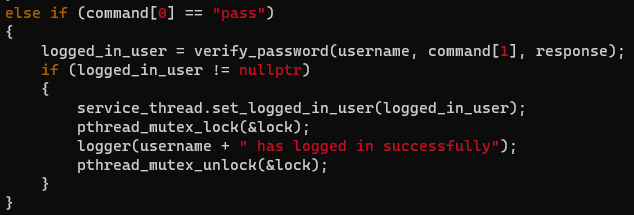 else if (command[0] == "pass")
{
    logged_in_user = verify_password(username, command[1], response);
    if (logged_in_user != nullptr)
    {
        service_thread.set_logged_in_user(logged_in_user);
        pthread_mutex_lock(&lock);
        logger(username + " has logged in successfully");
        pthread_mutex_unlock(&lock);
    }
}